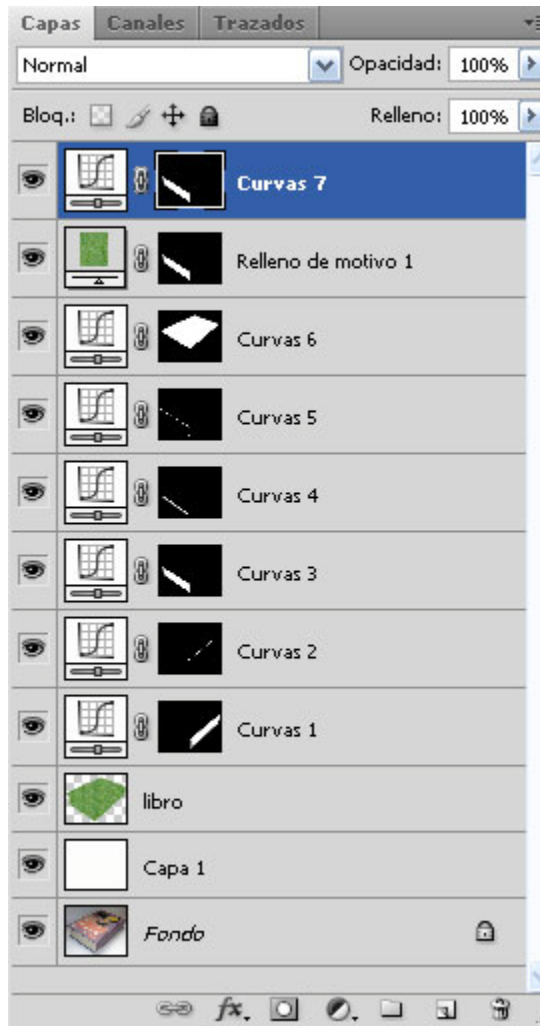 Capas Canales Trazados
Normal Opacidad: 100%
Bloq.: Relleno: 100%
Curvas 7
Relleno de motivo 1
Curvas 6
Curvas 5
Curvas 4
Curvas 3
Curvas 2
Curvas 1
libro
Capa 1
Fondo
fx.